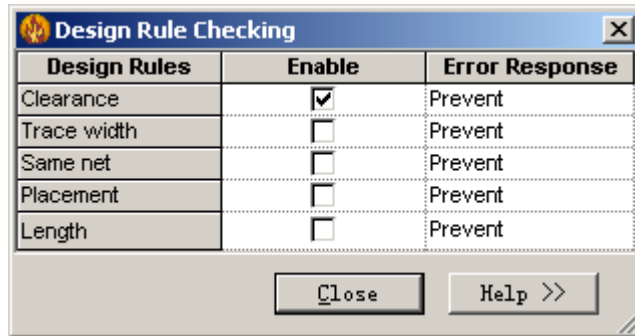 Design Rule Checking
Design Rules Enable Error Response
Clearance Prevent
Trace width Prevent
Same net Prevent
Placement Prevent
Length Prevent
Close Help >>